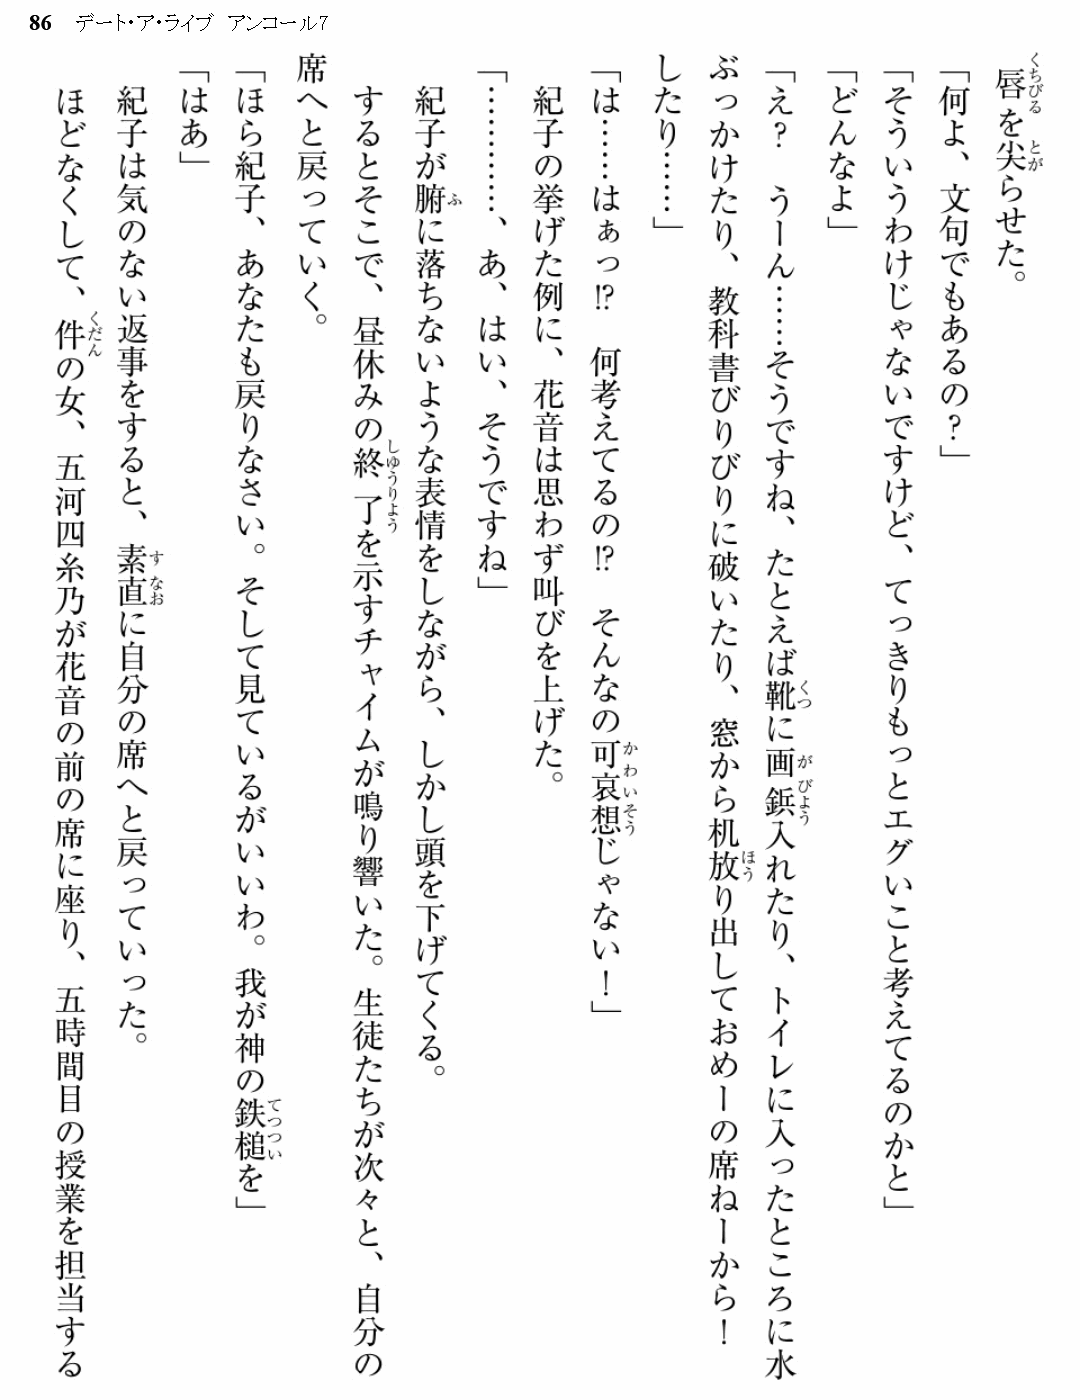 86 デート・ア・ライブ アンコール7
唇を尖らせた。
「何よ、文句でもあるの？」
「そういうわけじゃないですけど、てっきりもっとエグいこと考えてるのかと」
「どんなよ」
「え？　うーん……そうですね、たとえば靴に画鋲入れたり、トイレに入ったところに水
ぶっかけたり、教科書びりびりに破いたり、窓から机放り出しておめーの席ねーから！
したり……」
「は……はぁっ⁉　何考えてるの⁉　そんなの可哀想じゃない！」
紀子の挙げた例に、花音は思わず叫びを上げた。
「…………、あ、はい、そうですね」
紀子が腑に落ちないような表情をしながら、しかし頭を下げてくる。
するとそこで、昼休みの終了を示すチャイムが鳴り響いた。生徒たちが次々と、自分の
席へと戻っていく。
「ほら紀子、あなたも戻りなさい。そして見ているがいいわ。我が神の鉄槌を」
「はあ」
紀子は気のない返事をすると、素直に自分の席へと戻っていった。
ほどなくして、件の女、五河四糸乃が花音の前の席に座り、五時間目の授業を担当する